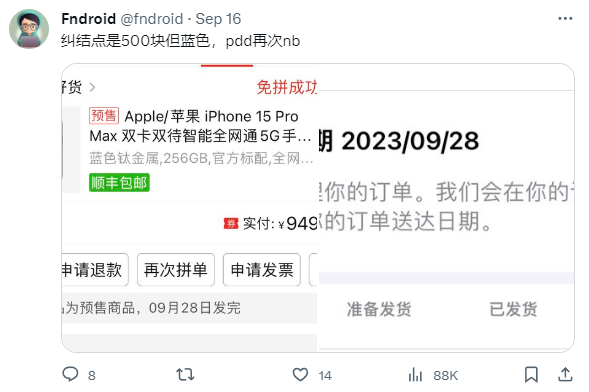 Fndroid @fndroid · Sep 16
纠结点是500块但蓝色，pdd再次nb
好货 >
免拼成功
预售 Apple/苹果 iPhone 15 Pro
Max 双卡双待智能全网通5G手...
蓝色钛金属,256GB,官方标配,全网...
顺丰包邮
券 实付: ¥949
申请退款 再次拼单 申请发票
为预售商品，09月28日发完
期 2023/09/28
你的订单。我们会在你的
的订单送达日期。
准备发货 已发货
8 14 88K